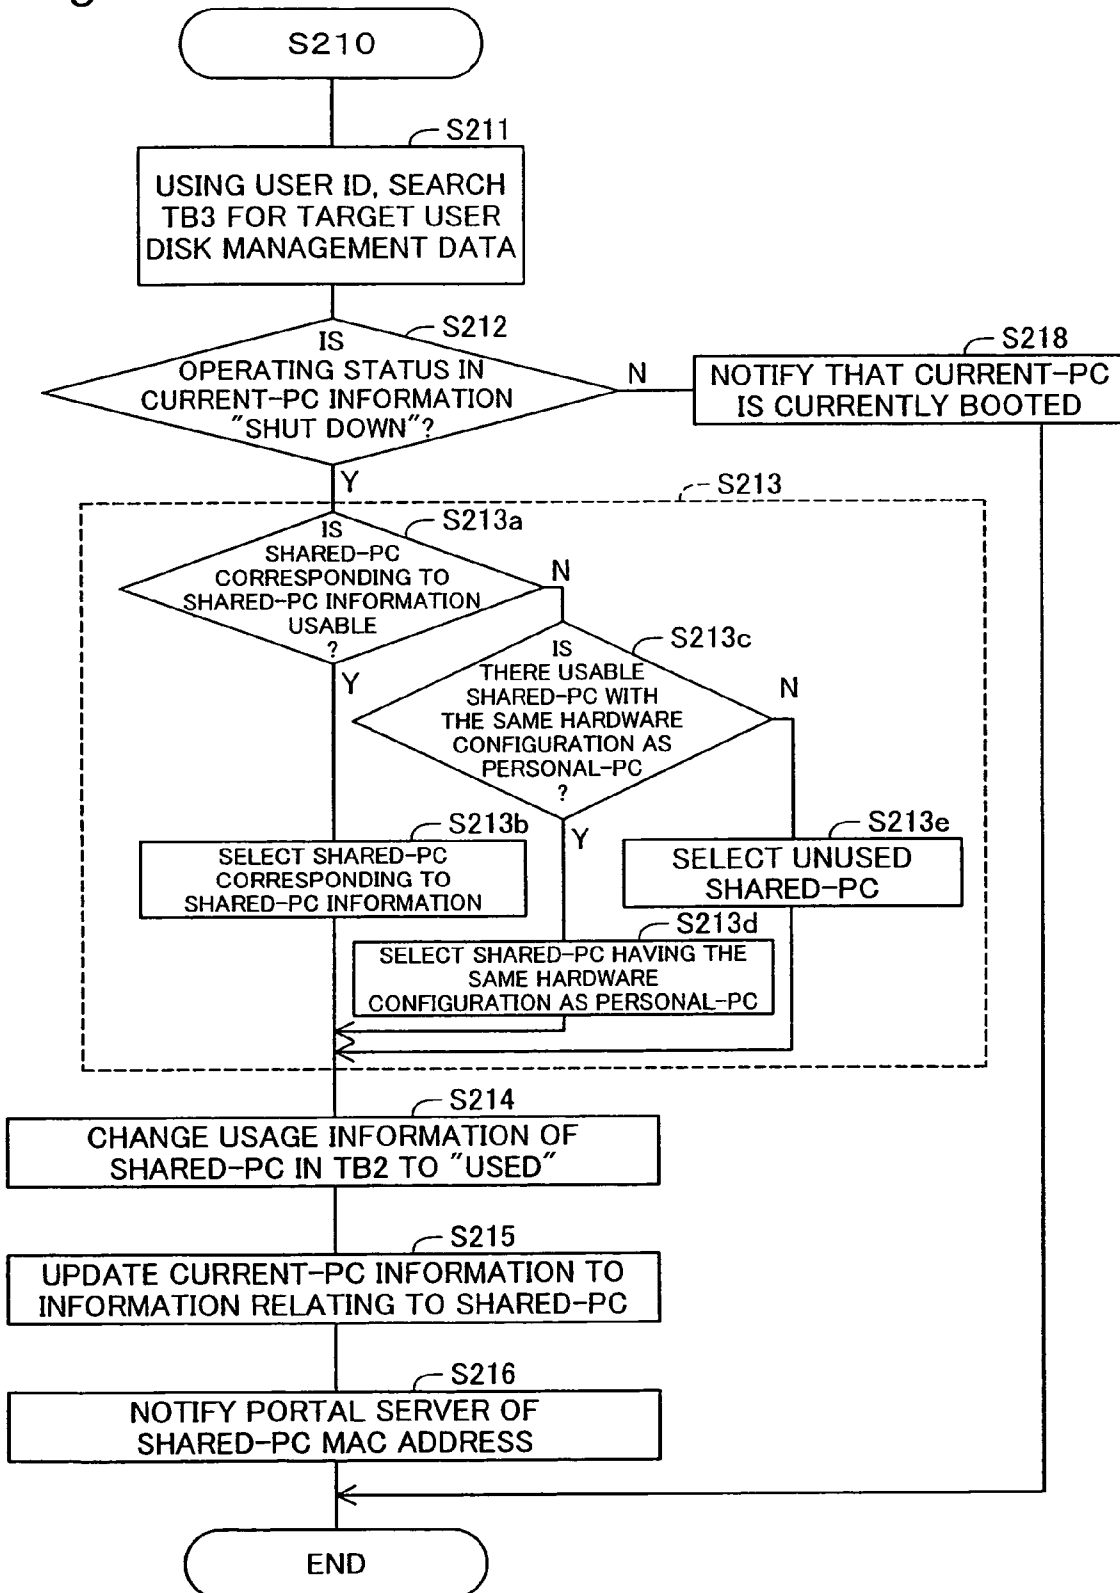 S210
S211
USING USER ID, SEARCH
TB3 FOR TARGET USER
DISK MANAGEMENT DATA
S212
IS
OPERATING STATUS IN
CURRENT-PC INFORMATION
"SHUT DOWN"?
N
S218
NOTIFY THAT CURRENT-PC
IS CURRENTLY BOOTED
Y
S213
S213a
IS
SHARED-PC
CORRESPONDING TO
SHARED-PC INFORMATION
USABLE
?
N
Y
S213c
IS
THERE USABLE
SHARED-PC WITH
THE SAME HARDWARE
CONFIGURATION AS
PERSONAL-PC
?
N
Y
S213b
SELECT SHARED-PC
CORRESPONDING TO
SHARED-PC INFORMATION
S213e
SELECT UNUSED
SHARED-PC
S213d
SELECT SHARED-PC HAVING THE
SAME HARDWARE
CONFIGURATION AS PERSONAL-PC
S214
CHANGE USAGE INFORMATION OF
SHARED-PC IN TB2 TO "USED"
S215
UPDATE CURRENT-PC INFORMATION TO
INFORMATION RELATING TO SHARED-PC
S216
NOTIFY PORTAL SERVER OF
SHARED-PC MAC ADDRESS
END